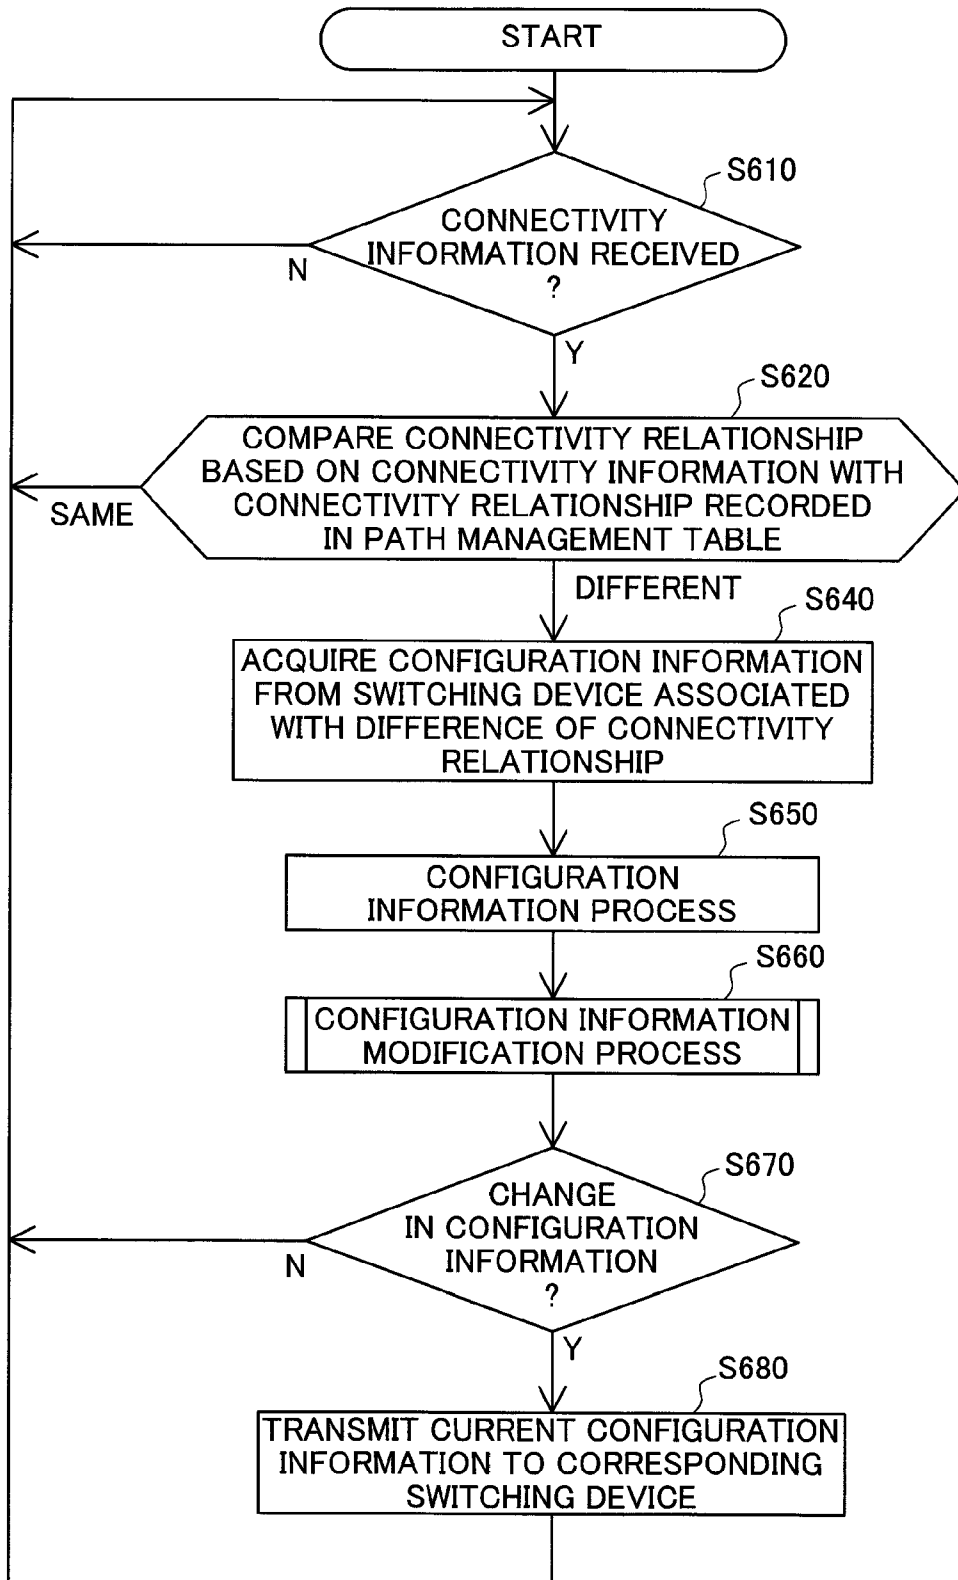 START
S610
CONNECTIVITY
INFORMATION RECEIVED
?
N
Y
S620
COMPARE CONNECTIVITY RELATIONSHIP
BASED ON CONNECTIVITY INFORMATION WITH
CONNECTIVITY RELATIONSHIP RECORDED
IN PATH MANAGEMENT TABLE
SAME
DIFFERENT
S640
ACQUIRE CONFIGURATION INFORMATION
FROM SWITCHING DEVICE ASSOCIATED
WITH DIFFERENCE OF CONNECTIVITY
RELATIONSHIP
S650
CONFIGURATION
INFORMATION PROCESS
S660
CONFIGURATION INFORMATION
MODIFICATION PROCESS
S670
CHANGE
IN CONFIGURATION
INFORMATION
?
N
Y
S680
TRANSMIT CURRENT CONFIGURATION
INFORMATION TO CORRESPONDING
SWITCHING DEVICE